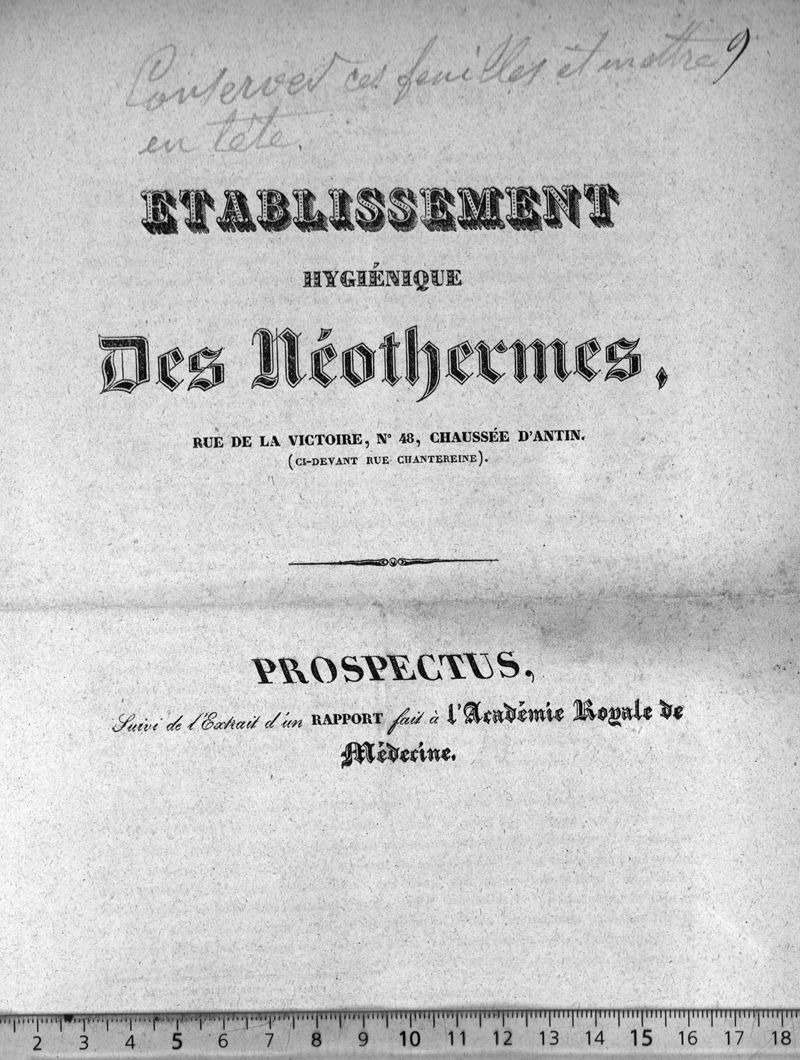 Conserver ces feuilles et mettre 9
en tête.
ETABLISSEMENT
HYGIÉNIQUE
Des Néothermes,
RUE DE LA VICTOIRE, N° 48, CHAUSSÉE D'ANTIN.
(CI-DEVANT RUE CHANTEREINE).
PROSPECTUS,
Suivi de l'Extrait d'un RAPPORT fait à l'Académie Royale de
Médecine.
2 3 4 5 6 7 8 9 10 11 12 13 14 15 16 17 18